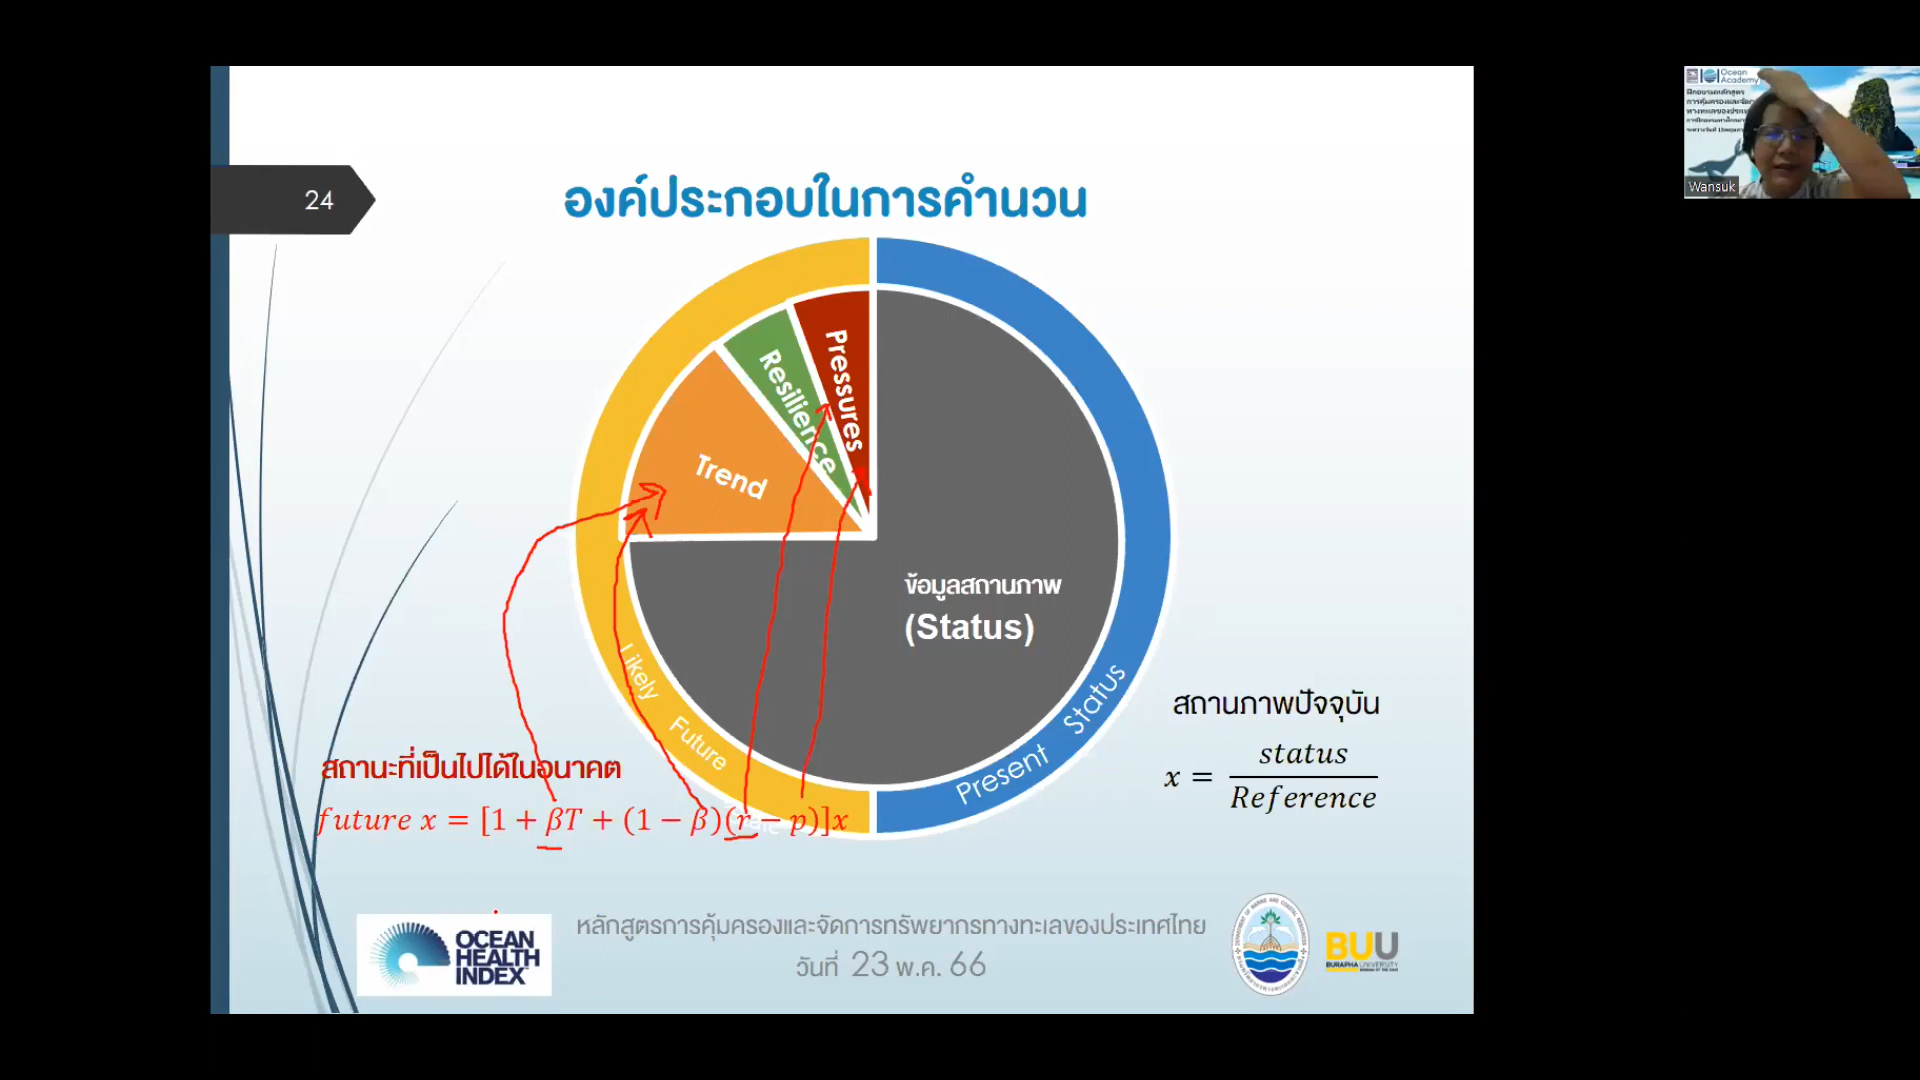 24
องค์ประกอบในการคำนวน
Pressures
Resilience
Trend
ข้อมูลสถานภาพ
(Status)
Likely Future
Present Status
สถานภาพปัจจุบัน
x = status / Reference
สถานะที่เป็นไปได้ในอนาคต
future x = [1 + βT + (1 − β)(r − p)]x
OCEAN
HEALTH
INDEX
หลักสูตรการคุ้มครองและจัดการทรัพยากรทางทะเลของประเทศไทย
วันที่ 23 พ.ค. 66
BUU
BURAPHA UNIVERSITY
Ocean
Academy
Wansuk